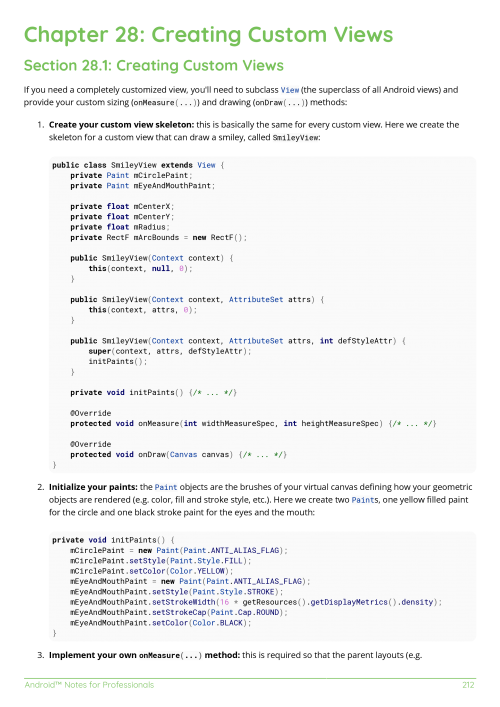 Chapter 28: Creating Custom Views
Section 28.1: Creating Custom Views
If you need a completely customized view, you'll need to subclass View (the superclass of all Android views) and
provide your custom sizing (onMeasure(...)) and drawing (onDraw(...)) methods:
1. Create your custom view skeleton: this is basically the same for every custom view. Here we create the
skeleton for a custom view that can draw a smiley, called SmileyView:
public class SmileyView extends View {
    private Paint mCirclePaint;
    private Paint mEyeAndMouthPaint;

    private float mCenterX;
    private float mCenterY;
    private float mRadius;
    private RectF mArcBounds = new RectF();

    public SmileyView(Context context) {
        this(context, null, 0);
    }

    public SmileyView(Context context, AttributeSet attrs) {
        this(context, attrs, 0);
    }

    public SmileyView(Context context, AttributeSet attrs, int defStyleAttr) {
        super(context, attrs, defStyleAttr);
        initPaints();
    }

    private void initPaints() {/* ... */}

    @Override
    protected void onMeasure(int widthMeasureSpec, int heightMeasureSpec) {/* ... */}

    @Override
    protected void onDraw(Canvas canvas) {/* ... */}
}
2. Initialize your paints: the Paint objects are the brushes of your virtual canvas defining how your geometric
objects are rendered (e.g. color, fill and stroke style, etc.). Here we create two Paints, one yellow filled paint
for the circle and one black stroke paint for the eyes and the mouth:
private void initPaints() {
    mCirclePaint = new Paint(Paint.ANTI_ALIAS_FLAG);
    mCirclePaint.setStyle(Paint.Style.FILL);
    mCirclePaint.setColor(Color.YELLOW);
    mEyeAndMouthPaint = new Paint(Paint.ANTI_ALIAS_FLAG);
    mEyeAndMouthPaint.setStyle(Paint.Style.STROKE);
    mEyeAndMouthPaint.setStrokeWidth(16 * getResources().getDisplayMetrics().density);
    mEyeAndMouthPaint.setStrokeCap(Paint.Cap.ROUND);
    mEyeAndMouthPaint.setColor(Color.BLACK);
}
3. Implement your own onMeasure(...) method: this is required so that the parent layouts (e.g.
Android™ Notes for Professionals 212